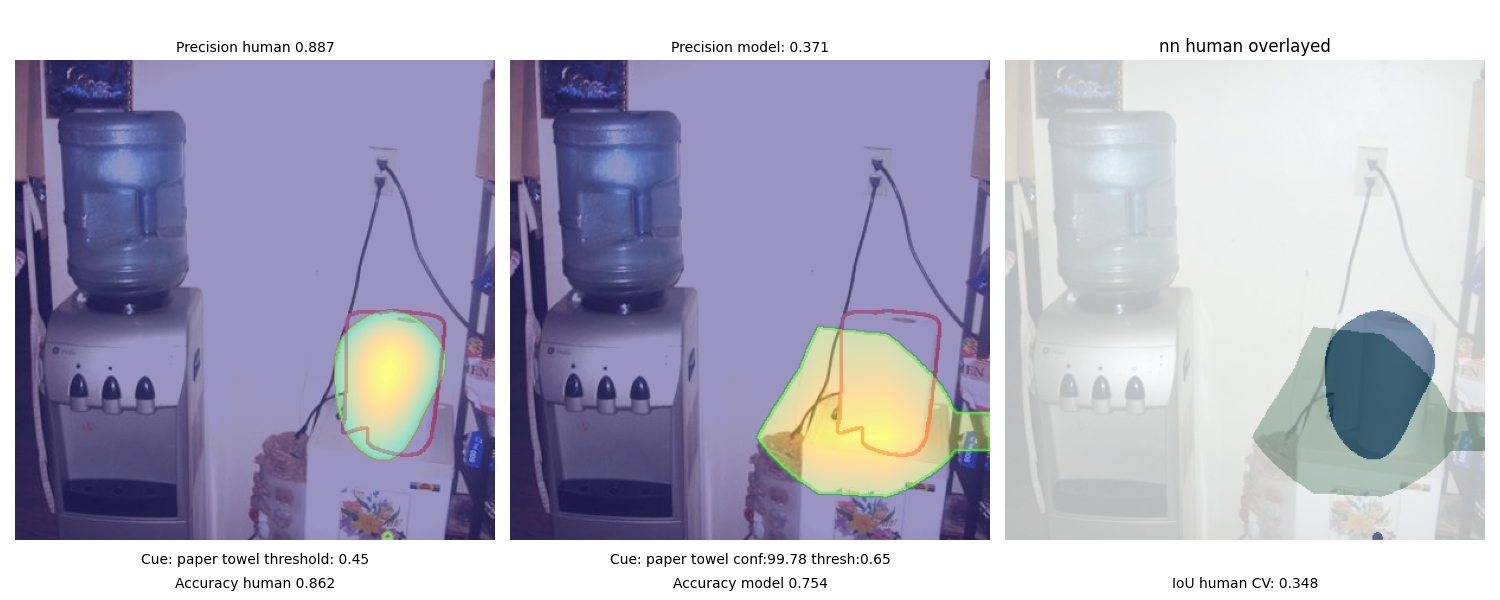 Precision human 0.887
Precision model: 0.371
nn human overlayed
Cue: paper towel threshold: 0.45
Accuracy human 0.862
Cue: paper towel conf:99.78 thresh:0.65
Accuracy model 0.754
IoU human CV: 0.348